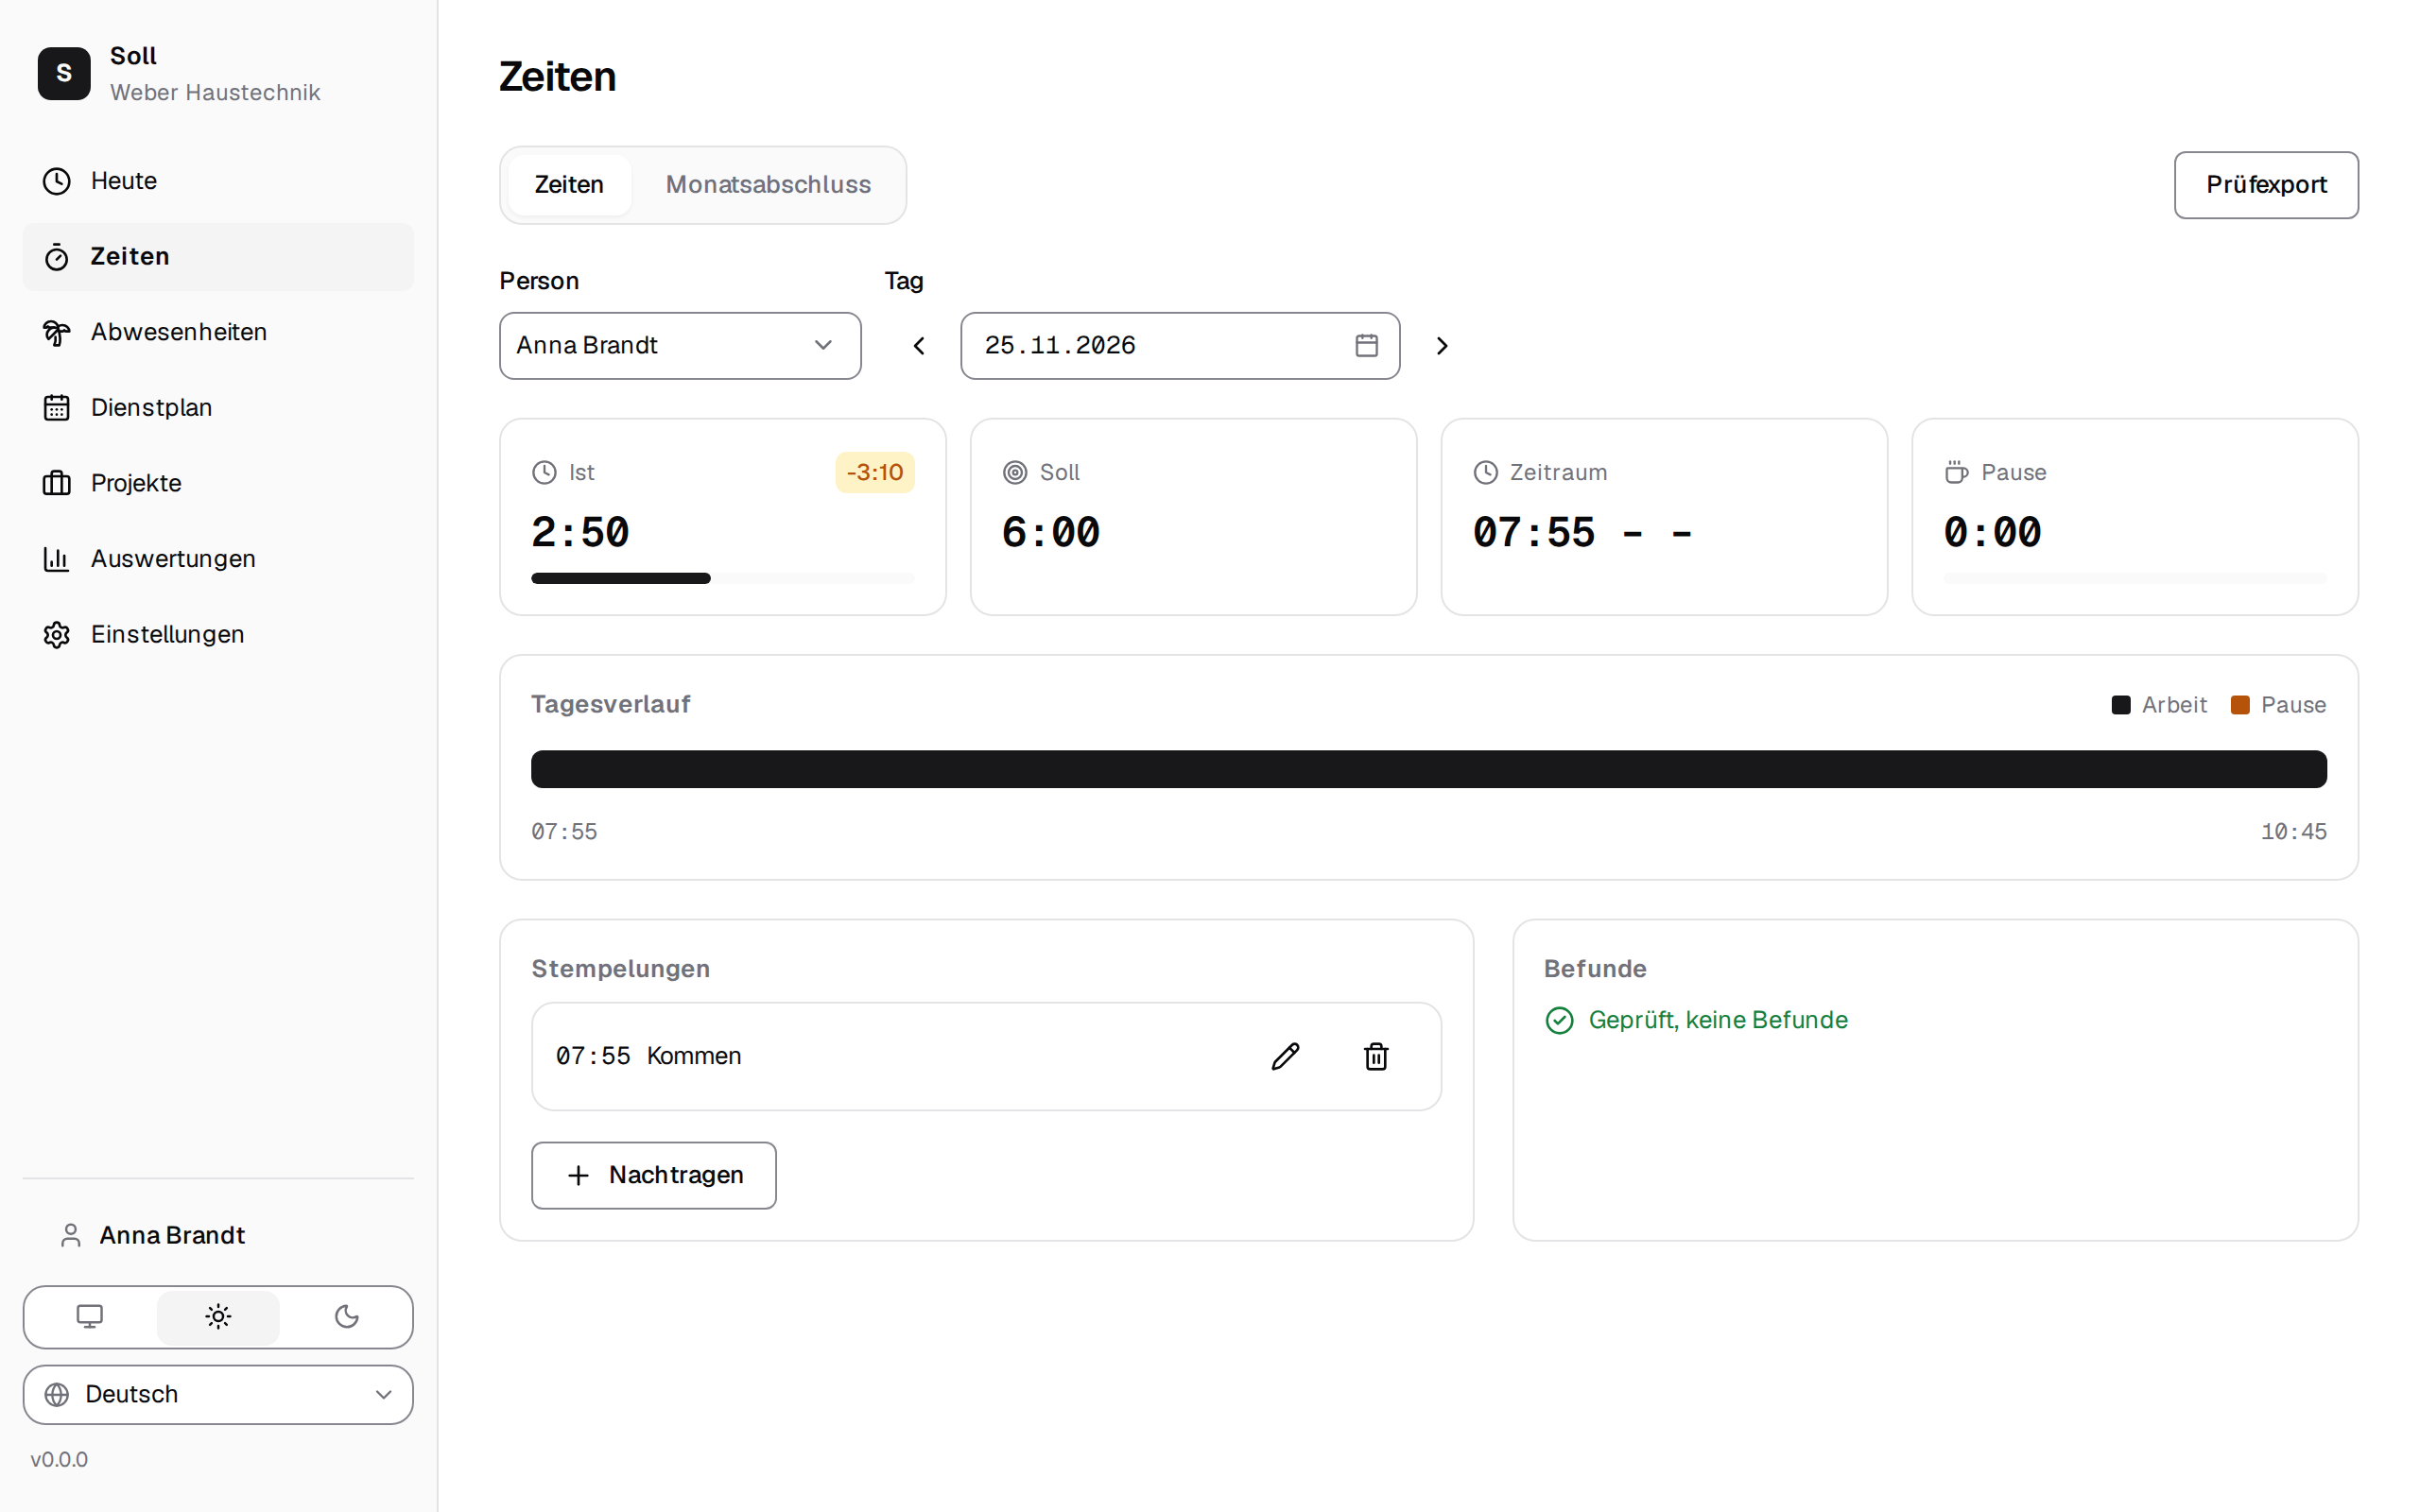 S
Soll
Weber Haustechnik
Heute
Zeiten
Abwesenheiten
Dienstplan
Projekte
Auswertungen
Einstellungen
Anna Brandt
Deutsch
v0.0.0
Zeiten
Zeiten Monatsabschluss
Prüfexport
Person Tag
Anna Brandt 25.11.2026
Ist -3:10
2:50
Soll
6:00
Zeitraum
07:55 – –
Pause
0:00
Tagesverlauf
Arbeit Pause
07:55 10:45
Stempelungen
07:55 Kommen
Nachtragen
Befunde
Geprüft, keine Befunde